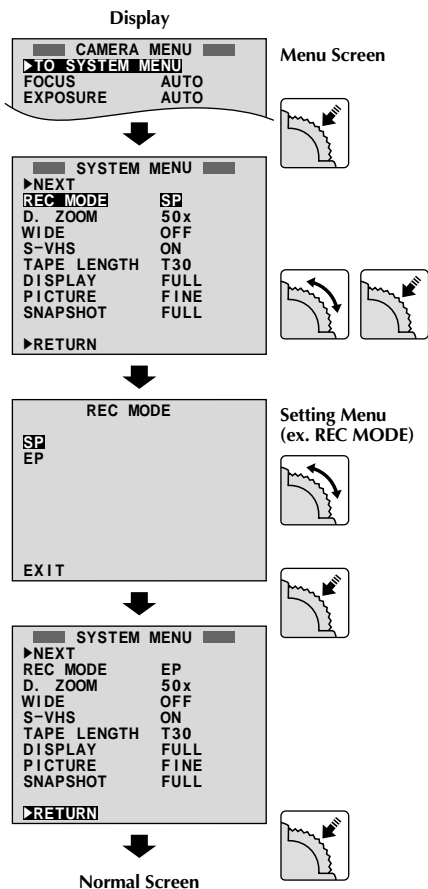 Display
CAMERA MENU
▶TO SYSTEM MENU
FOCUS AUTO
EXPOSURE AUTO
Menu Screen
SYSTEM MENU
▶NEXT
REC MODE SP
D. ZOOM 50x
WIDE OFF
S-VHS ON
TAPE LENGTH T30
DISPLAY FULL
PICTURE FINE
SNAPSHOT FULL
▶RETURN
REC MODE
SP
EP
EXIT
Setting Menu
(ex. REC MODE)
SYSTEM MENU
▶NEXT
REC MODE EP
D. ZOOM 50x
WIDE OFF
S-VHS ON
TAPE LENGTH T30
DISPLAY FULL
PICTURE FINE
SNAPSHOT FULL
▶RETURN
Normal Screen